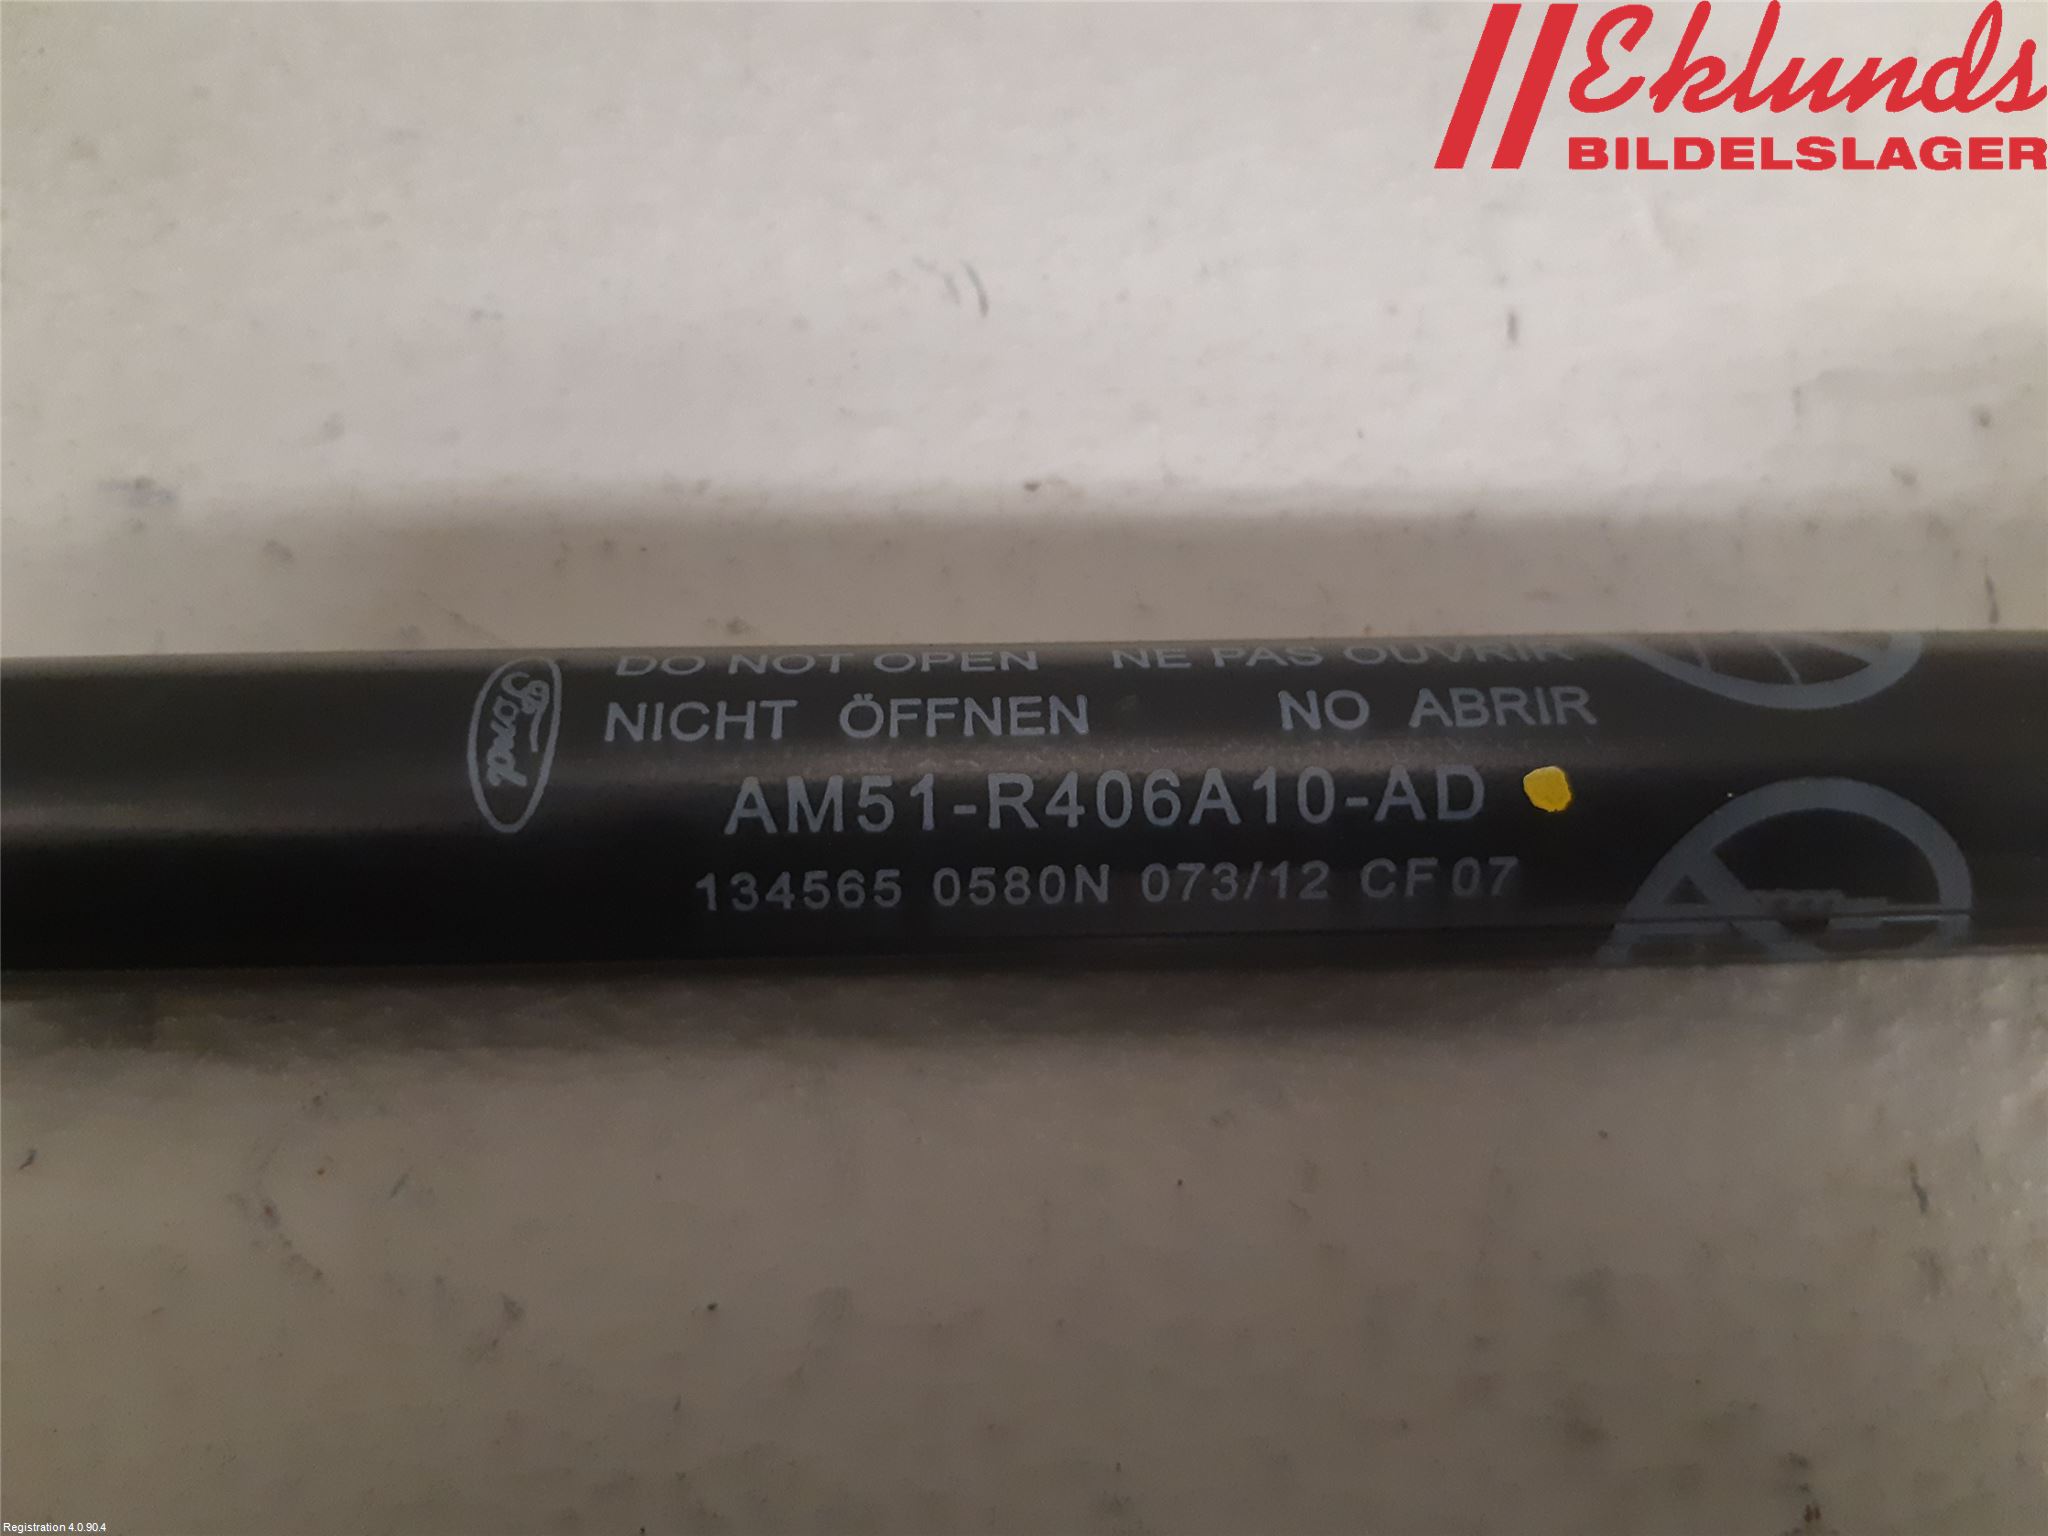 Eklunds
BILDELSLAGER
DO NOT OPEN NE PAS OUVRIR
Ford
NICHT ÖFFNEN NO ABRIR
AM51-R406A10-AD
134565 0580N 073/12 CF07
Registration 4.0.90.4